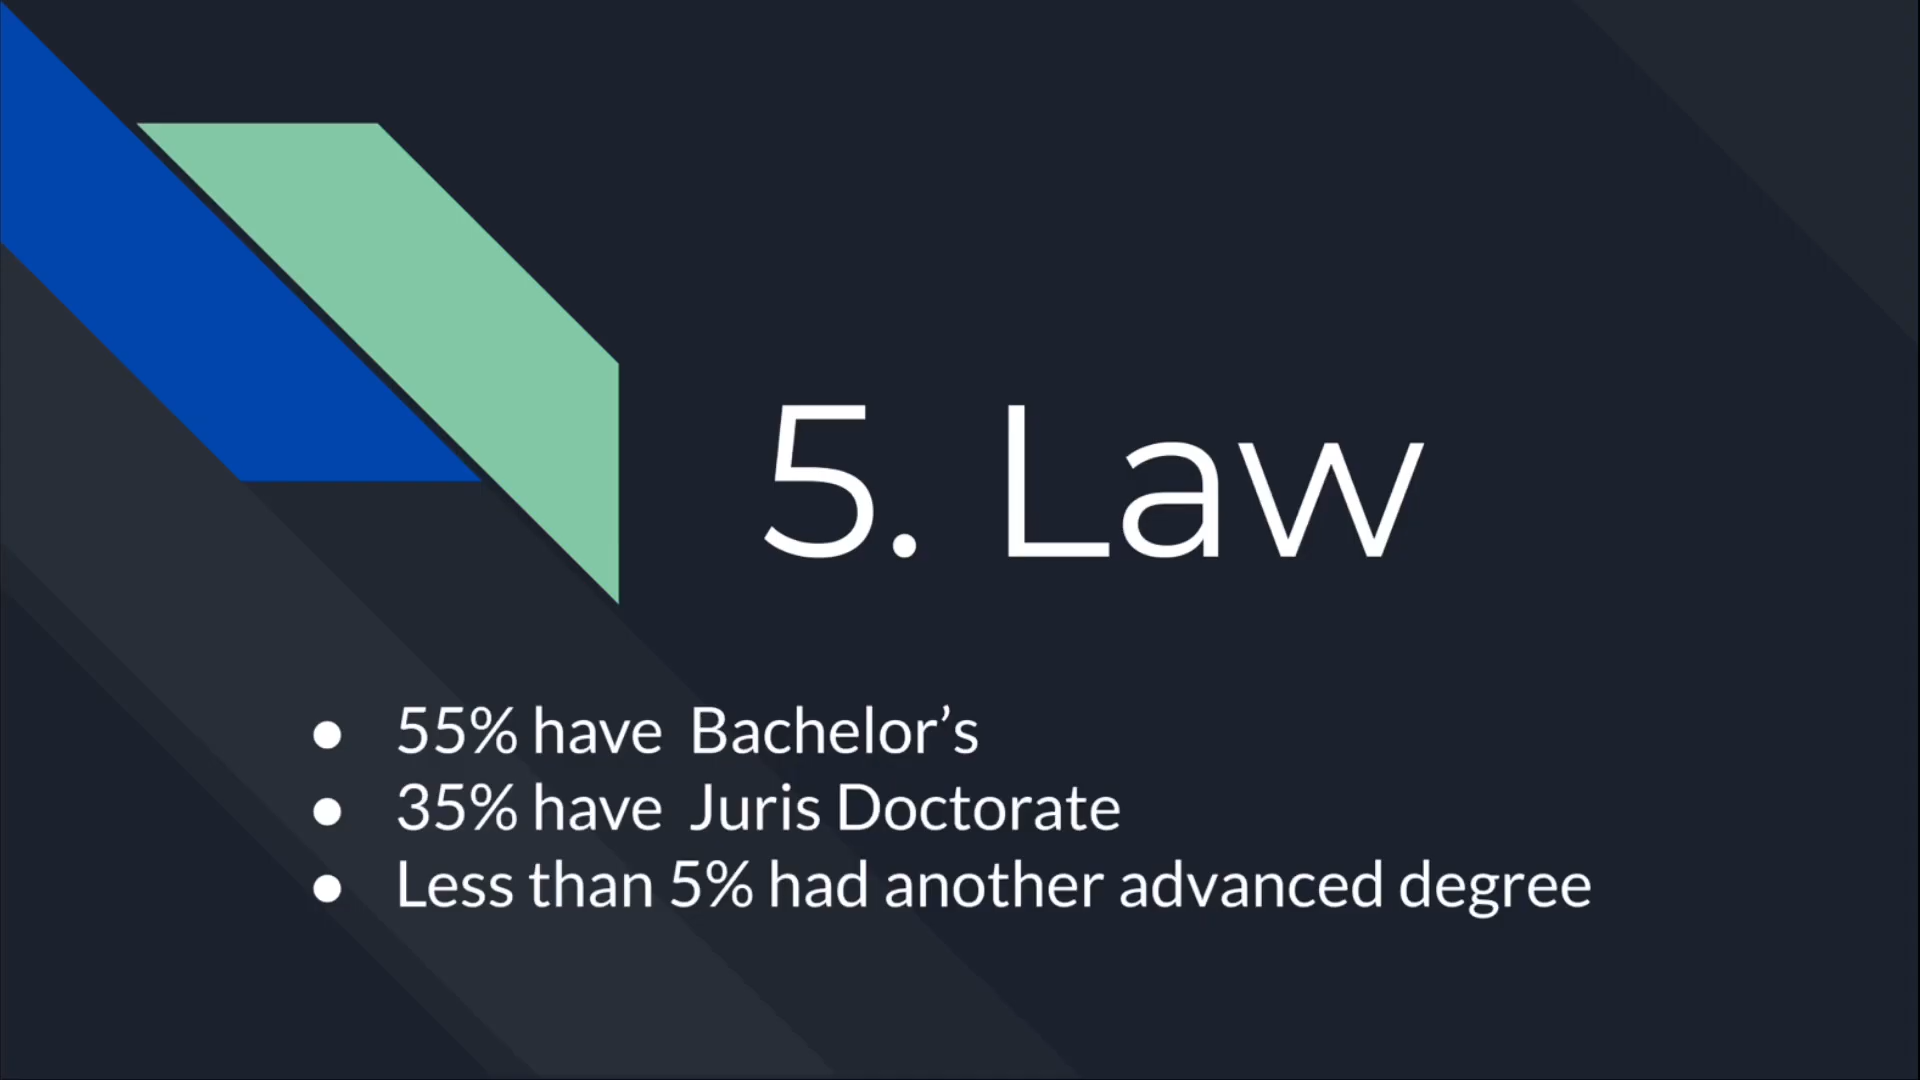 5. Law
● 55% have Bachelor’s
● 35% have Juris Doctorate
● Less than 5% had another advanced degree